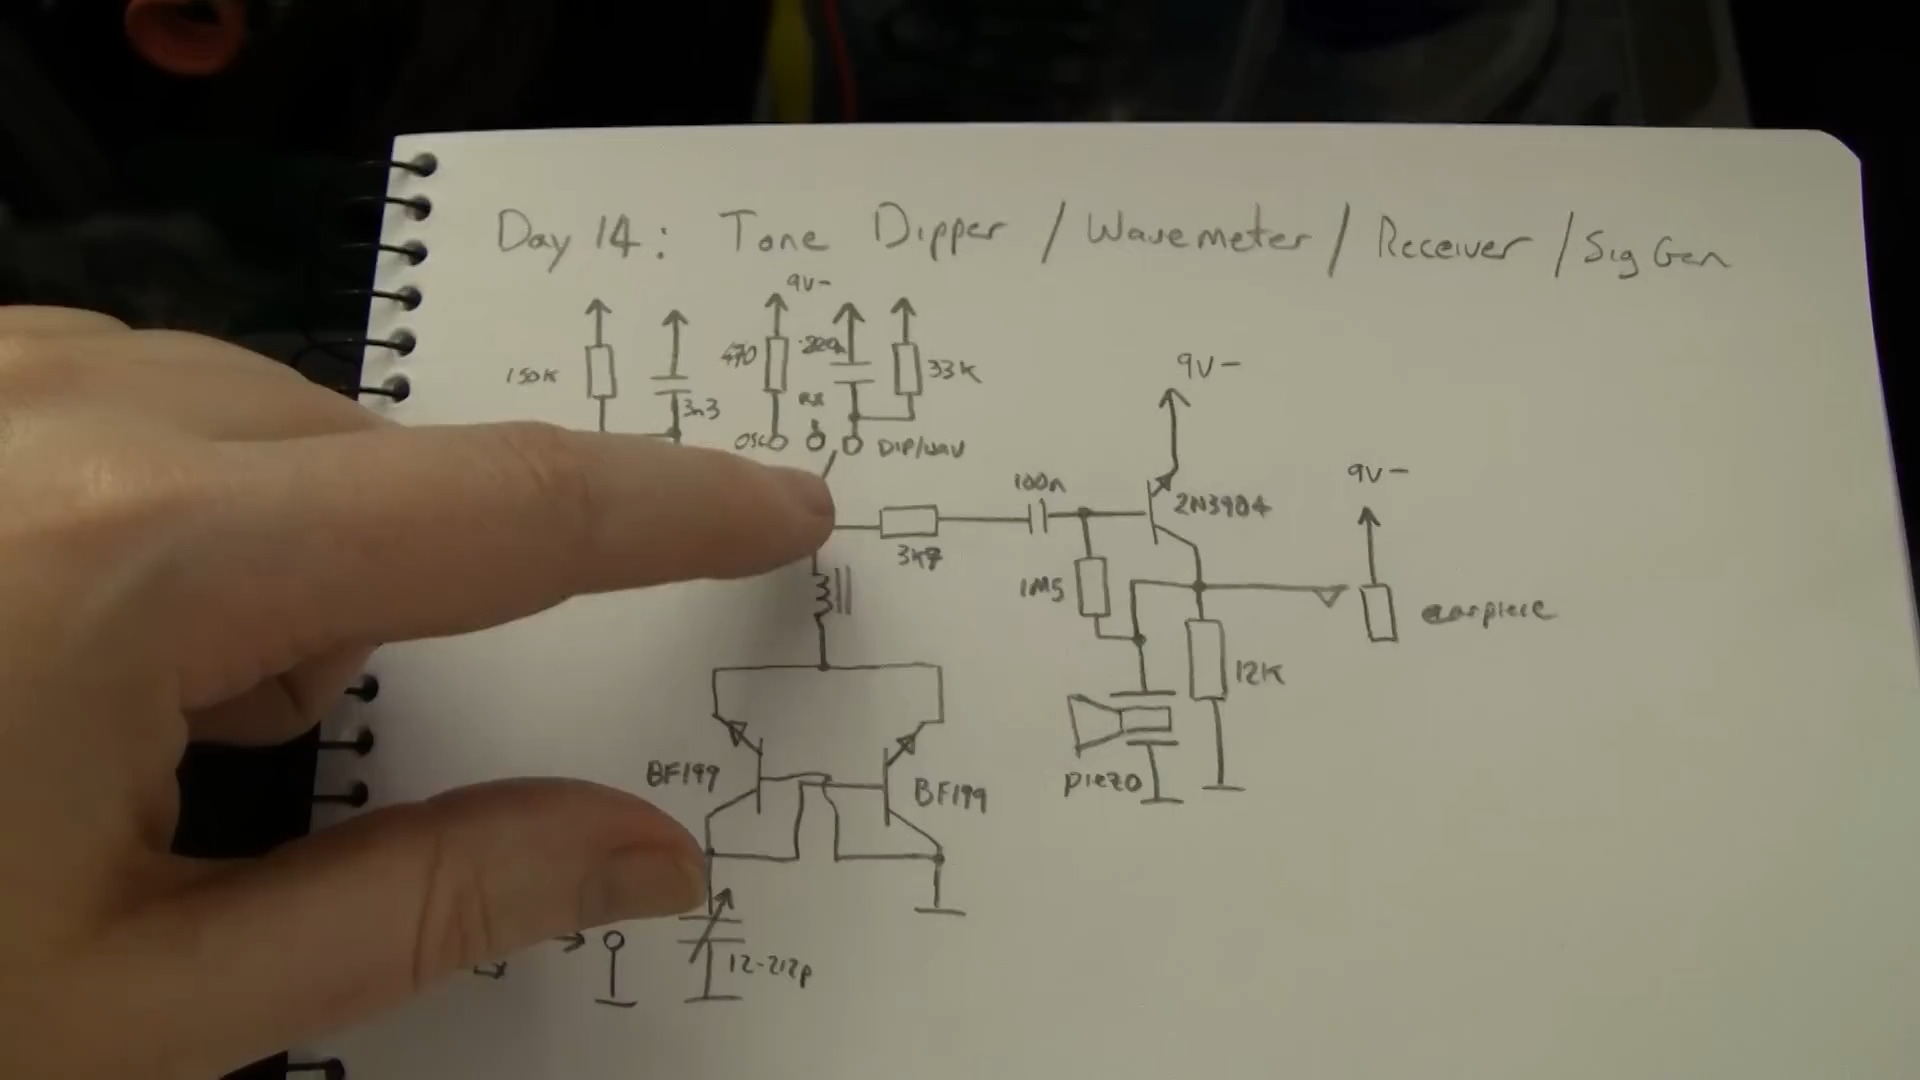 Day 14: Tone Dipper / Wavemeter / Receiver / Sig Gen
9V-
150K
3n3
470
33K
RX
OSC
DIP/WAV
9V-
100n
2N3904
9V-
3K9
1M5
earpiece
12K
BF199
BF199
piezo
12-212p